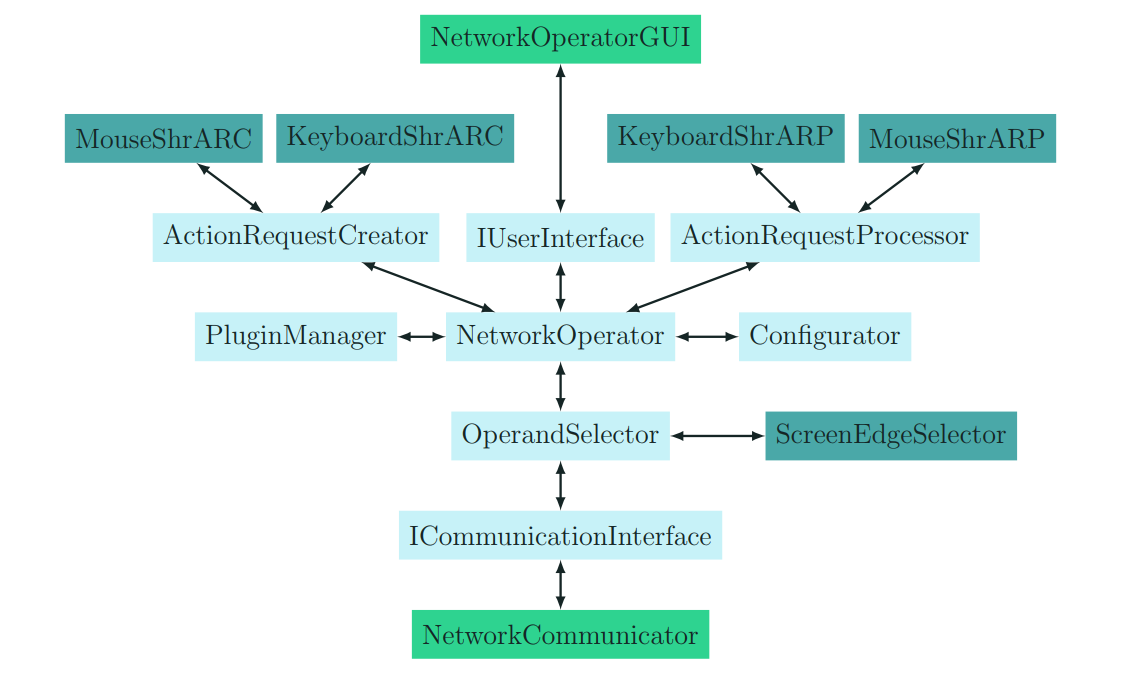 NetworkOperatorGUI
MouseShrARC
KeyboardShrARC
KeyboardShrARP
MouseShrARP
ActionRequestCreator
IUserInterface
ActionRequestProcessor
PluginManager
NetworkOperator
Configurator
OperandSelector
ScreenEdgeSelector
ICommunicationInterface
NetworkCommunicator